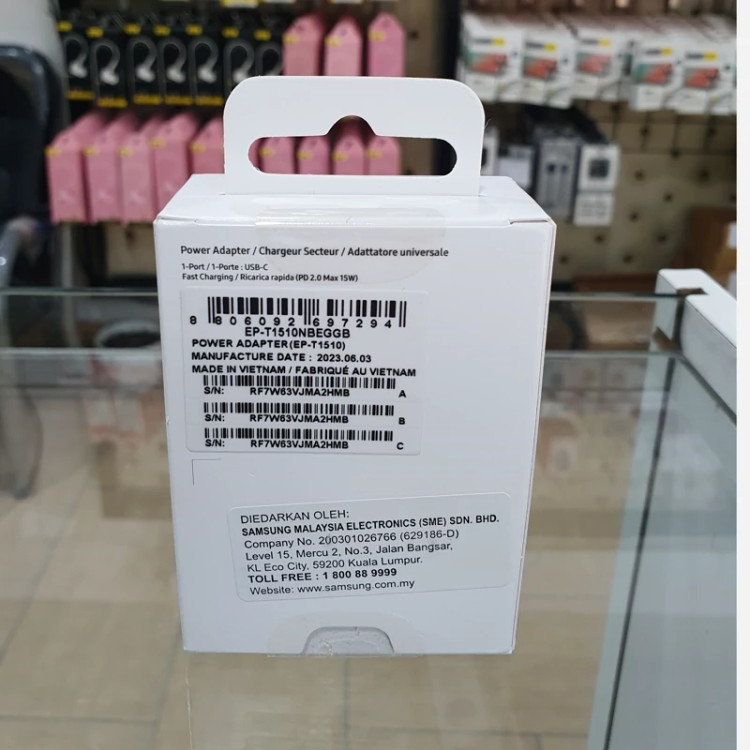 Power Adapter / Chargeur Secteur / Adattatore universale
1-Port / 1-Porte : USB-C
Fast Charging / Ricarica rapida (PD 2.0 Max 15W)
8 806092 697294
EP-T1510NBEGGB
POWER ADAPTER(EP-T1510)
MANUFACTURE DATE : 2023.06.03
MADE IN VIETNAM / FABRIQUÉ AU VIETNAM
S/N: RF7W63VJMA2HMB A
S/N: RF7W63VJMA2HMB B
S/N: RF7W63VJMA2HMB C
DIEDARKAN OLEH:
SAMSUNG MALAYSIA ELECTRONICS (SME) SDN. BHD.
Company No. 200301026766 (629186-D)
Level 15, Mercu 2, No.3, Jalan Bangsar,
KL Eco City, 59200 Kuala Lumpur.
TOLL FREE : 1 800 88 9999
Website: www.samsung.com.my